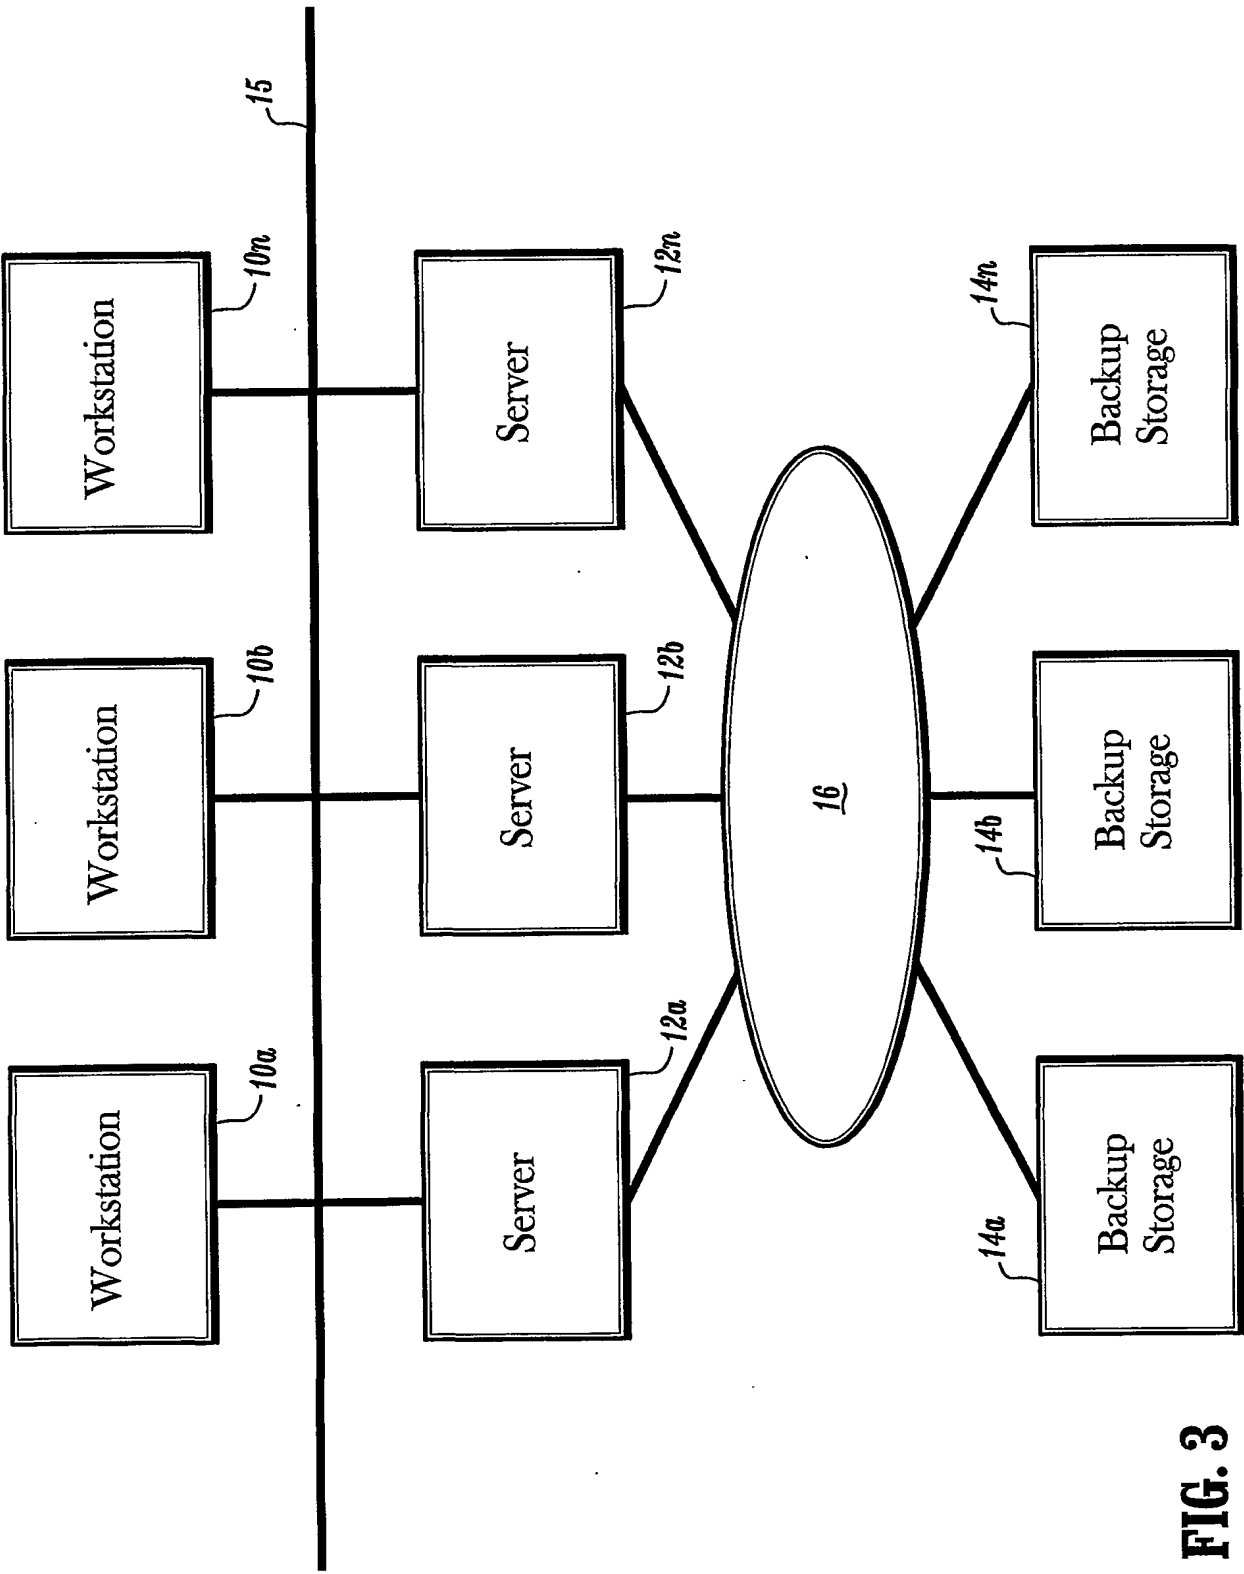 Workstation
10a
Workstation
10b
Workstation
10n
15
Server
12a
Server
12b
Server
12n
16
14a
Backup
Storage
14b
Backup
Storage
14n
Backup
Storage
FIG. 3